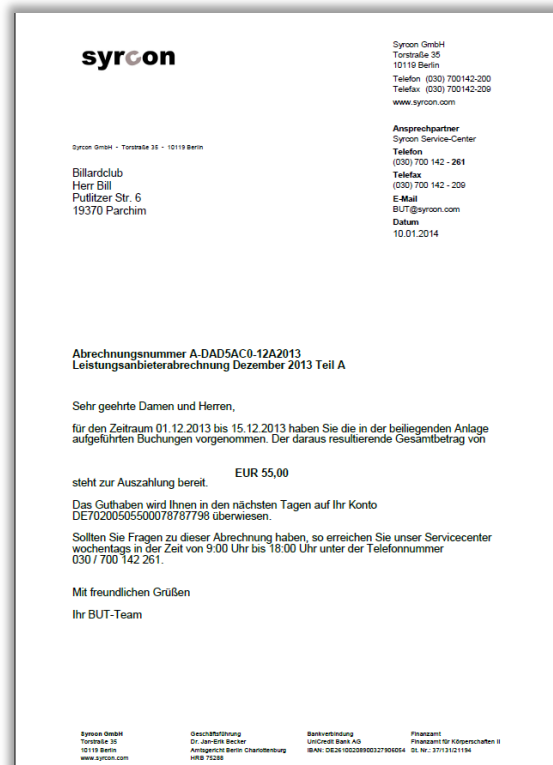 syrcon
Syrcon GmbH
Torstraße 35
10119 Berlin
Telefon (030) 700142-200
Telefax (030) 700142-209
www.syrcon.com
Ansprechpartner
Syrcon Service-Center
Telefon
(030) 700 142 - 261
Telefax
(030) 700 142 - 209
E-Mail
BUT@syrcon.com
Datum
10.01.2014
Syrcon GmbH - Torstraße 35 - 10119 Berlin
Billardclub
Herr Bill
Putlitzer Str. 6
19370 Parchim
Abrechnungsnummer A-DAD5AC0-12A2013
Leistungsanbieterabrechnung Dezember 2013 Teil A
Sehr geehrte Damen und Herren,
für den Zeitraum 01.12.2013 bis 15.12.2013 haben Sie die in der beiliegenden Anlage
aufgeführten Buchungen vorgenommen. Der daraus resultierende Gesamtbetrag von
EUR 55,00
steht zur Auszahlung bereit.
Das Guthaben wird Ihnen in den nächsten Tagen auf Ihr Konto
DE70200505500078787798 überwiesen.
Sollten Sie Fragen zu dieser Abrechnung haben, so erreichen Sie unser Servicecenter
wochentags in der Zeit von 9:00 Uhr bis 18:00 Uhr unter der Telefonnummer
030 / 700 142 261.
Mit freundlichen Grüßen
Ihr BUT-Team
Syrcon GmbH
Torstraße 35
10119 Berlin
www.syrcon.com
Geschäftsführung
Dr. Jan-Erik Becker
Amtsgericht Berlin Charlottenburg
HRB 75288
Bankverbindung
UniCredit Bank AG
IBAN: DE26100208900327906064
Finanzamt
Finanzamt für Körperschaften II
St. Nr.: 37/131/21194